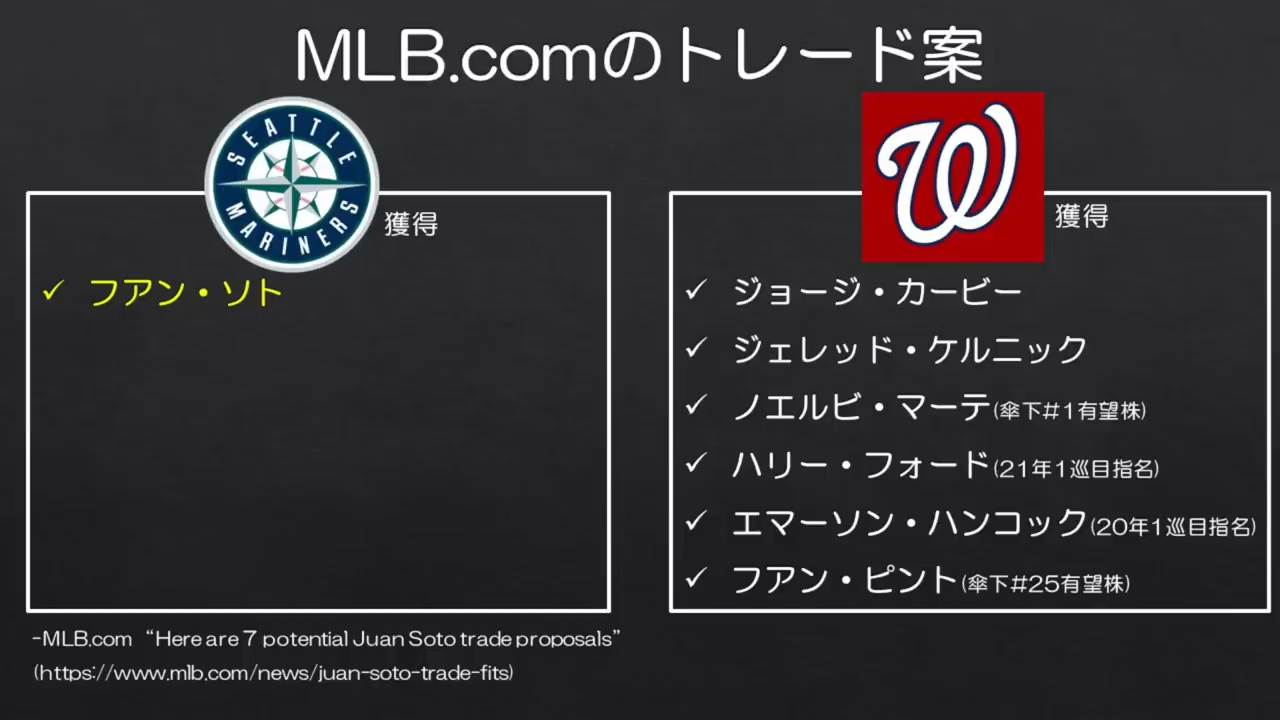 MLB.comのトレード案
SEATTLE
MARINERS
獲得
✓ フアン・ソト
W
獲得
✓ ジョージ・カービー
✓ ジェレッド・ケルニック
✓ ノエルビ・マーテ(傘下#1有望株)
✓ ハリー・フォード(21年1巡目指名)
✓ エマーソン・ハンコック(20年1巡目指名)
✓ フアン・ピント(傘下#25有望株)
-MLB.com “Here are 7 potential Juan Soto trade proposals”
(https://www.mlb.com/news/juan-soto-trade-fits)